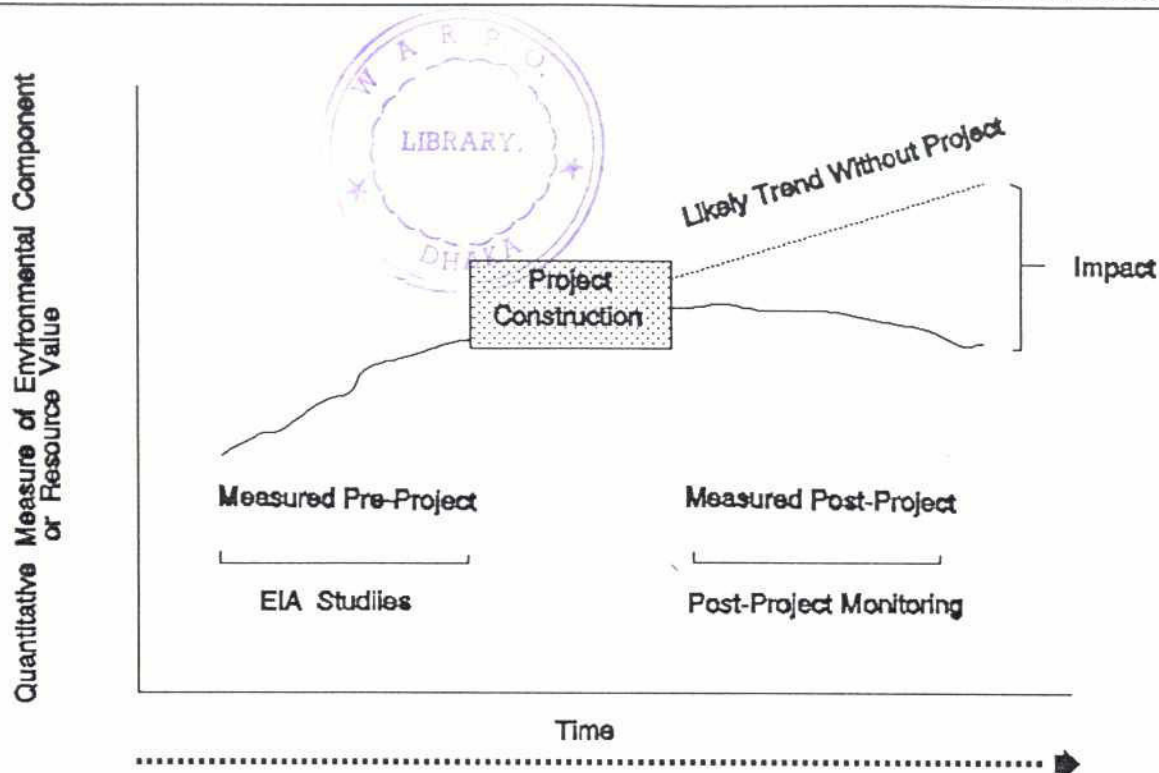 W A R P O.
LIBRARY.
DHAKA
Quantitative Measure of Environmental Component
or Resource Value
Likely Trend Without Project
Project
Construction
Impact
Measured Pre-Project
Measured Post-Project
EIA Studiies
Post-Project Monitoring
Time